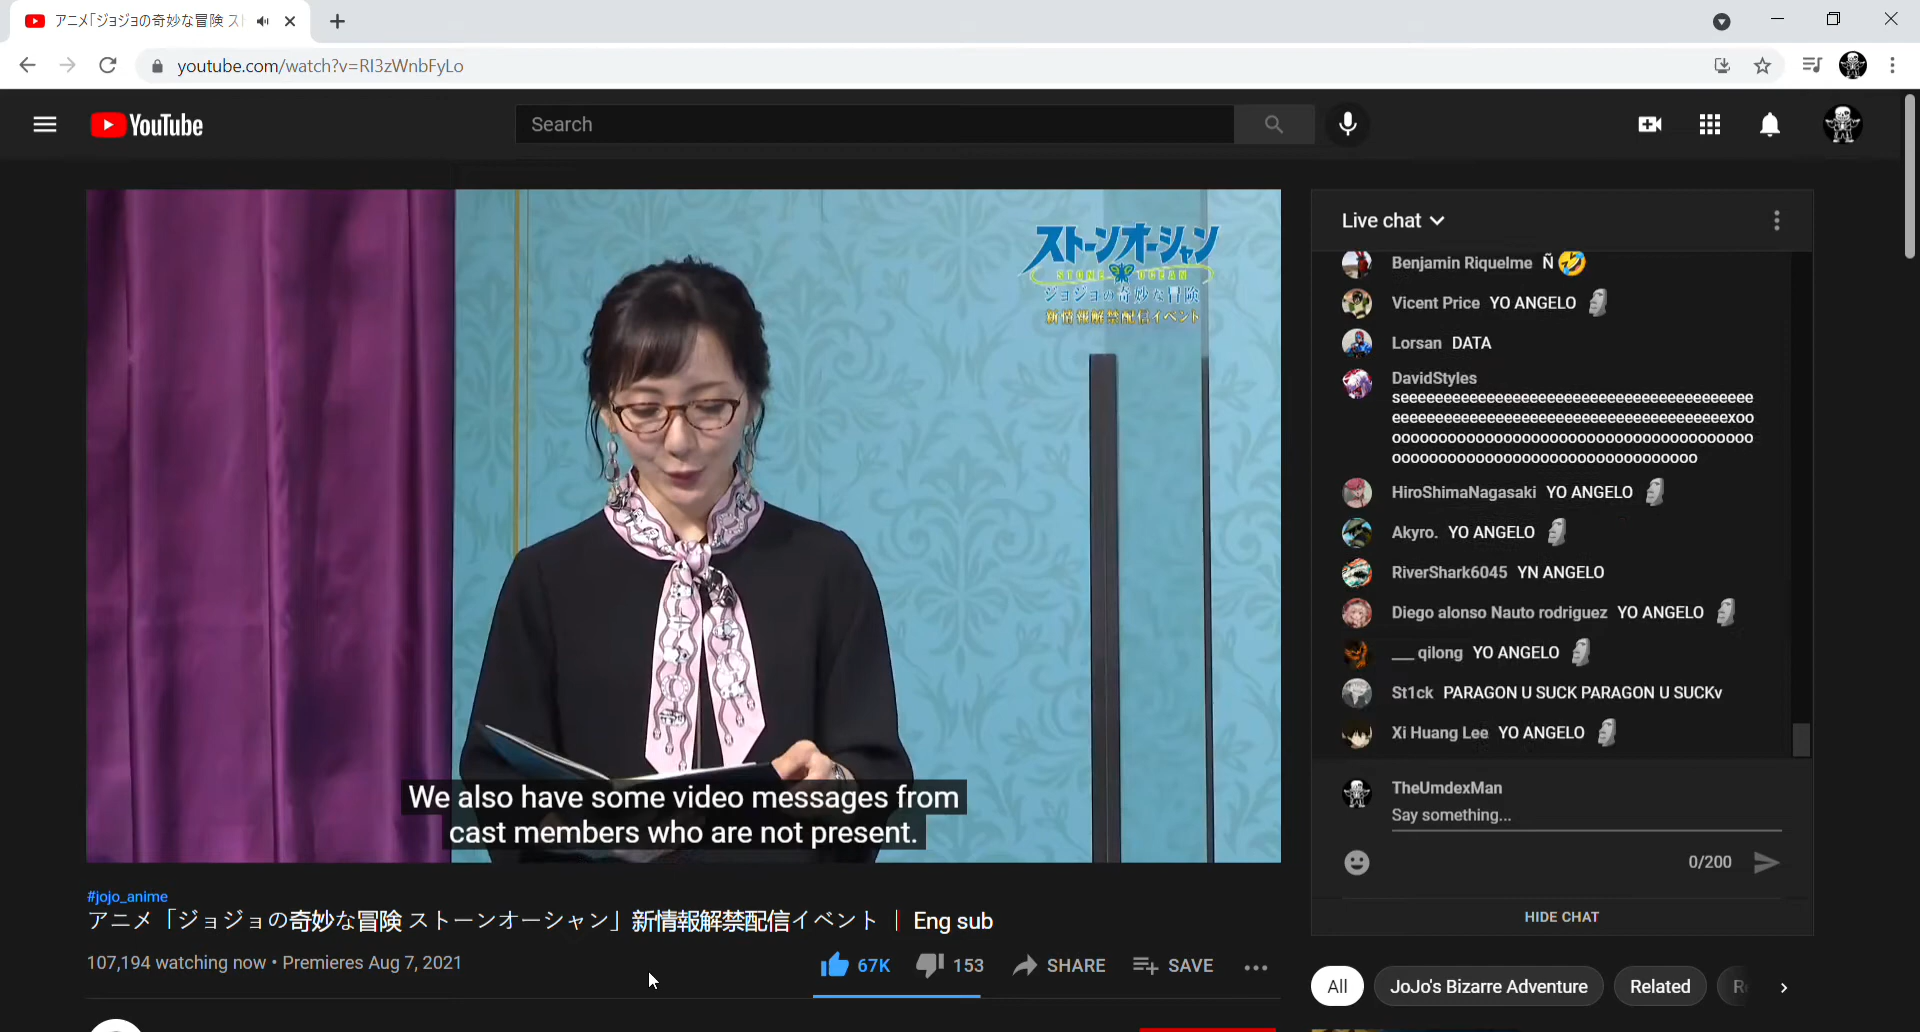 アニメ「ジョジョの奇妙な冒険 スト
youtube.com/watch?v=RI3zWnbFyLo
YouTube
Search
ストーンオーシャン
STONE OCEAN
ジョジョの奇妙な冒険
新情報解禁配信イベント
We also have some video messages from
cast members who are not present.
#jojo_anime
アニメ「ジョジョの奇妙な冒険 ストーンオーシャン」新情報解禁配信イベント | Eng sub
107,194 watching now • Premieres Aug 7, 2021
67K
153
SHARE
SAVE
Live chat
Benjamin Riquelme Ñ🤣
Vicent Price YO ANGELO 🗿
Lorsan DATA
DavidStyles
HiroShimaNagasaki YO ANGELO 🗿
Akyro. YO ANGELO 🗿
RiverShark6045 YN ANGELO
Diego alonso Nauto rodriguez YO ANGELO 🗿
___ qilong YO ANGELO 🗿
St1ck PARAGON U SUCK PARAGON U SUCKv
Xi Huang Lee YO ANGELO 🗿
TheUmdexMan
Say something...
0/200
HIDE CHAT
All
JoJo's Bizarre Adventure
Related